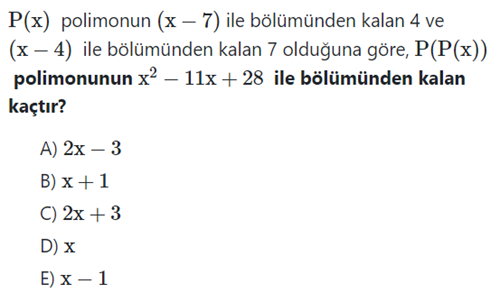 P(x) polimonun (x − 7) ile bölümünden kalan 4 ve
(x − 4) ile bölümünden kalan 7 olduğuna göre, P(P(x))
polimonunun x² − 11x + 28 ile bölümünden kalan
kaçtır?
A) 2x − 3
B) x + 1
C) 2x + 3
D) x
E) x − 1